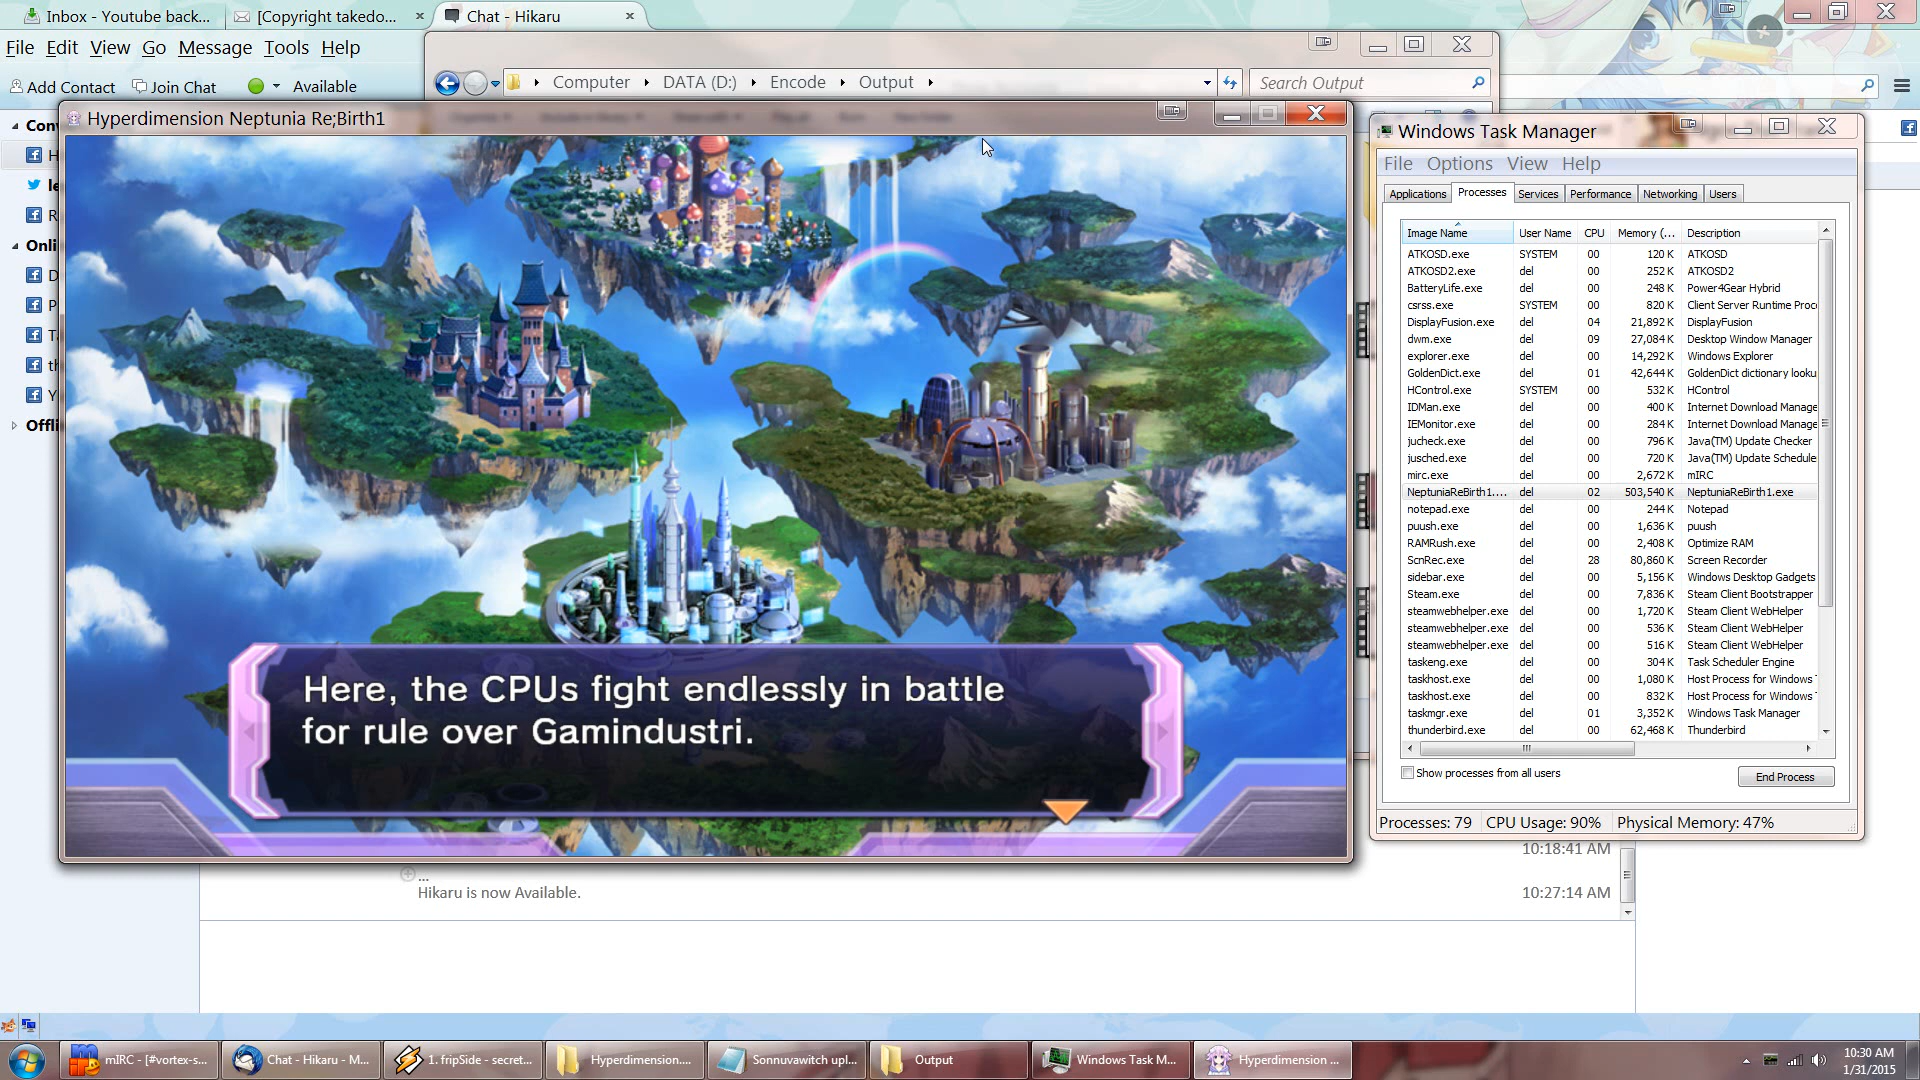 Inbox - Youtube back...
[Copyright takedo...
Chat - Hikaru
File Edit View Go Message Tools Help
Add Contact Join Chat Available
Computer DATA (D:) Encode Output
Search Output
Hyperdimension Neptunia Re;Birth1
Here, the CPUs fight endlessly in battle
for rule over Gamindustri.
Windows Task Manager
File Options View Help
Applications Processes Services Performance Networking Users
Image Name User Name CPU Memory (... Description
ATKOSD.exe SYSTEM 00 120 K ATKOSD
ATKOSD2.exe del 00 252 K ATKOSD2
BatteryLife.exe del 00 248 K Power4Gear Hybrid
csrss.exe SYSTEM 00 820 K Client Server Runtime Proc
DisplayFusion.exe del 04 21,892 K DisplayFusion
dwm.exe del 09 27,084 K Desktop Window Manager
explorer.exe del 00 14,292 K Windows Explorer
GoldenDict.exe del 01 42,644 K GoldenDict dictionary looku
HControl.exe SYSTEM 00 532 K HControl
IDMan.exe del 00 400 K Internet Download Manage
IEMonitor.exe del 00 284 K Internet Download Manage
jucheck.exe del 00 796 K Java(TM) Update Checker
jusched.exe del 00 720 K Java(TM) Update Schedule
mirc.exe del 00 2,672 K mIRC
NeptuniaReBirth1.... del 02 503,540 K NeptuniaReBirth1.exe
notepad.exe del 00 244 K Notepad
puush.exe del 00 1,636 K puush
RAMRush.exe del 00 2,408 K Optimize RAM
ScnRec.exe del 28 80,860 K Screen Recorder
sidebar.exe del 00 5,156 K Windows Desktop Gadgets
Steam.exe del 00 7,836 K Steam Client Bootstrapper
steamwebhelper.exe del 00 1,720 K Steam Client WebHelper
steamwebhelper.exe del 00 536 K Steam Client WebHelper
steamwebhelper.exe del 00 516 K Steam Client WebHelper
taskeng.exe del 00 304 K Task Scheduler Engine
taskhost.exe del 00 1,080 K Host Process for Windows
taskhost.exe del 00 832 K Host Process for Windows
taskmgr.exe del 01 3,352 K Windows Task Manager
thunderbird.exe del 00 62,468 K Thunderbird
Show processes from all users
End Process
Processes: 79 CPU Usage: 90% Physical Memory: 47%
Conv
H
le
R
Onli
D
P
T
th
Y
Offli
10:18:41 AM
...
Hikaru is now Available. 10:27:14 AM
mIRC - [#vortex-s...
Chat - Hikaru - M...
1. fripSide - secret...
Hyperdimension....
Sonnuvawitch upl...
Output
Windows Task M...
Hyperdimension ...
10:30 AM
1/31/2015